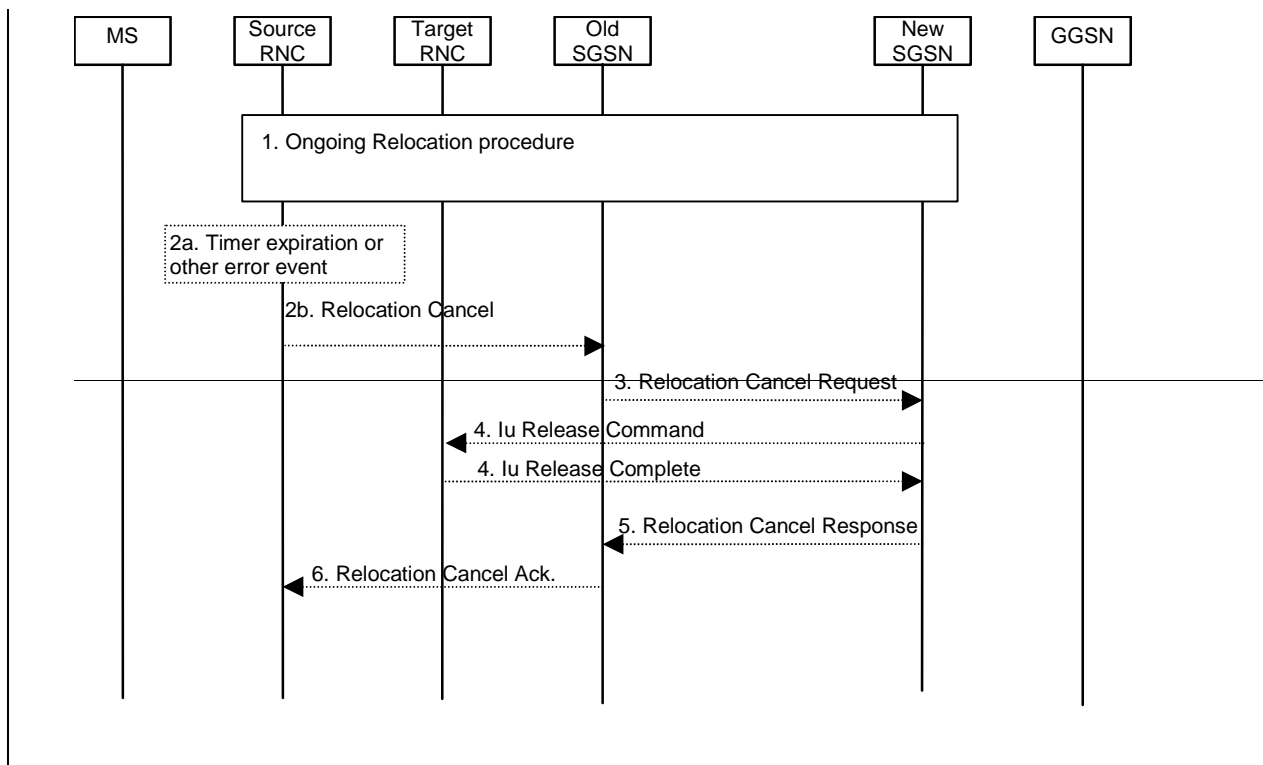 MS
Source
RNC
Target
RNC
Old
SGSN
New
SGSN
GGSN
1. Ongoing Relocation procedure
2a. Timer expiration or
other error event
2b. Relocation Cancel
3. Relocation Cancel Request
4. Iu Release Command
4. Iu Release Complete
5. Relocation Cancel Response
6. Relocation Cancel Ack.